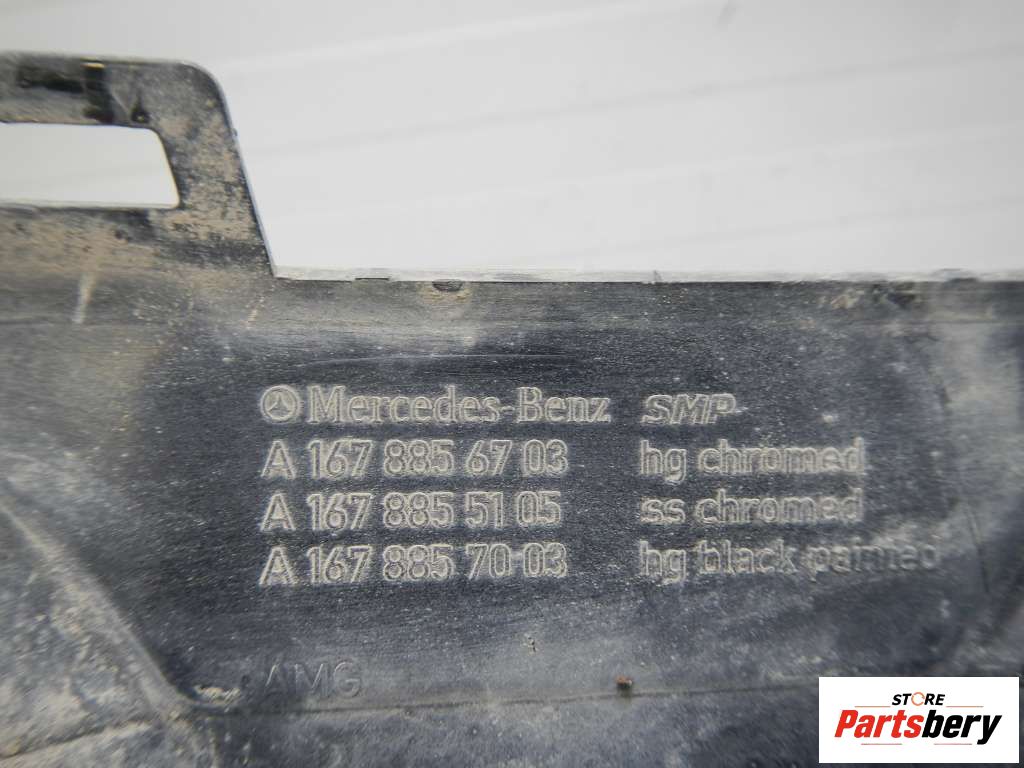 Mercedes-Benz SMP
A 167 885 67 03 hg chromed
A 167 885 51 05 ss chromed
A 167 885 70 03 hg black painted
AMG
STORE
Partsbery